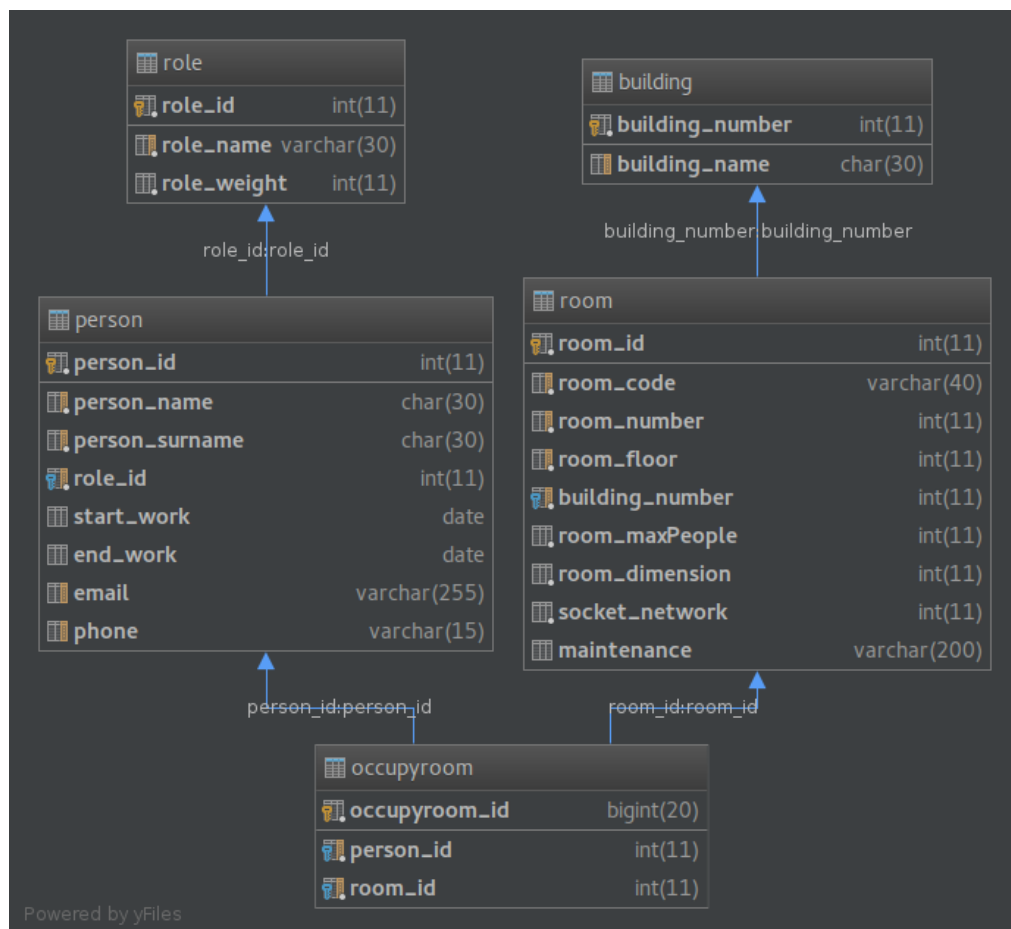 role
role_id int(11)
role_name varchar(30)
role_weight int(11)
building
building_number int(11)
building_name char(30)
role_id:role_id
building_number:building_number
person
person_id int(11)
person_name char(30)
person_surname char(30)
role_id int(11)
start_work date
end_work date
email varchar(255)
phone varchar(15)
room
room_id int(11)
room_code varchar(40)
room_number int(11)
room_floor int(11)
building_number int(11)
room_maxPeople int(11)
room_dimension int(11)
socket_network int(11)
maintenance varchar(200)
person_id:person_id
room_id:room_id
occupyroom
occupyroom_id bigint(20)
person_id int(11)
room_id int(11)
Powered by yFiles